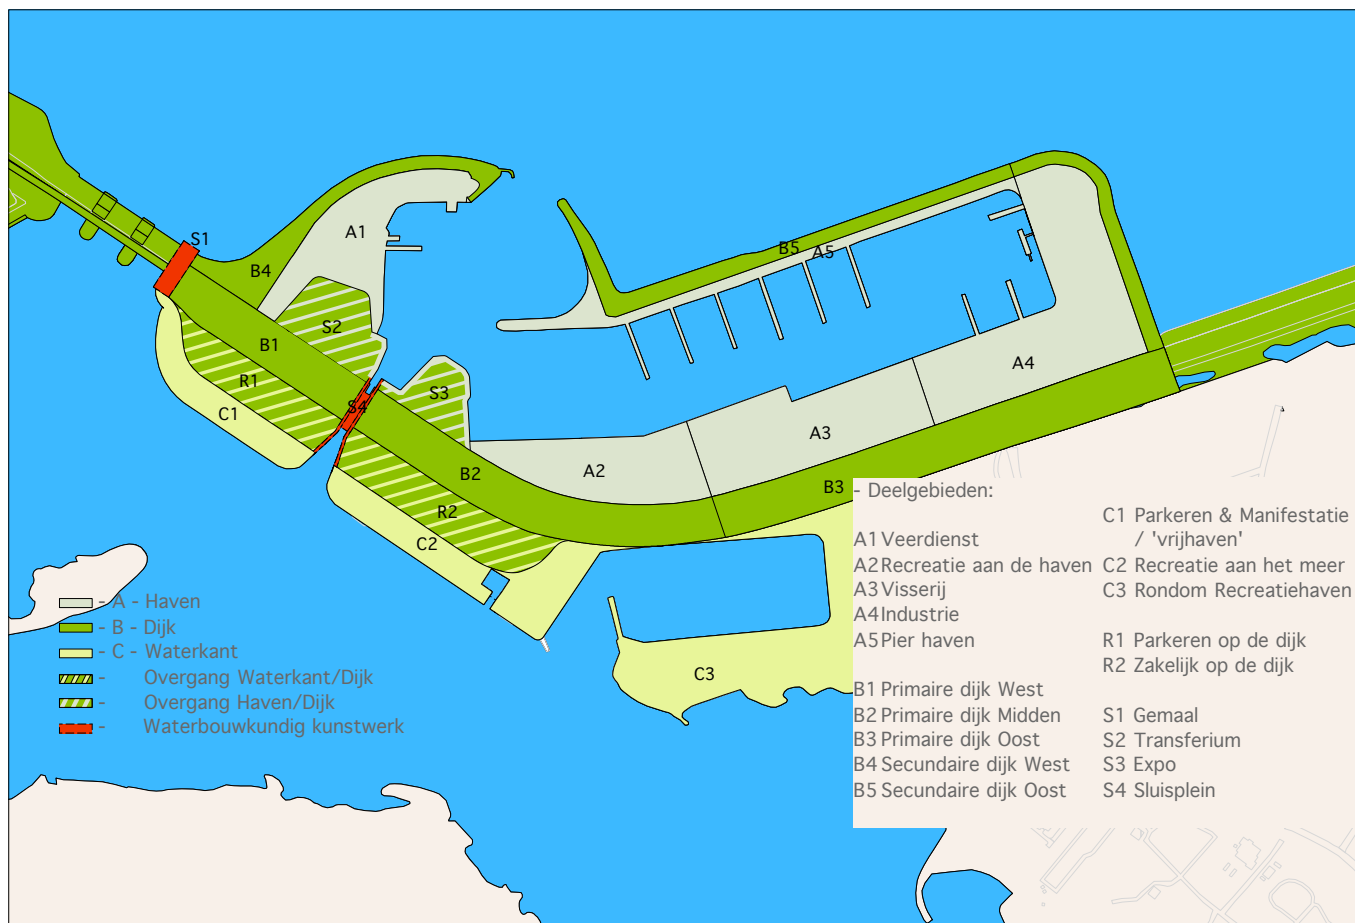 S1
A1
B4
B5
A5
S2
B1
R1
C1
S4
S3
A4
A3
A2
B2
B3
R2
C2
C3
- A - Haven
- B - Dijk
- C - Waterkant
- Overgang Waterkant/Dijk
- Overgang Haven/Dijk
- Waterbouwkundig kunstwerk
- Deelgebieden:
A1 Veerdienst
A2 Recreatie aan de haven
A3 Visserij
A4 Industrie
A5 Pier haven
B1 Primaire dijk West
B2 Primaire dijk Midden
B3 Primaire dijk Oost
B4 Secundaire dijk West
B5 Secundaire dijk Oost
C1 Parkeren & Manifestatie
/ 'vrijhaven'
C2 Recreatie aan het meer
C3 Rondom Recreatiehaven
R1 Parkeren op de dijk
R2 Zakelijk op de dijk
S1 Gemaal
S2 Transferium
S3 Expo
S4 Sluisplein